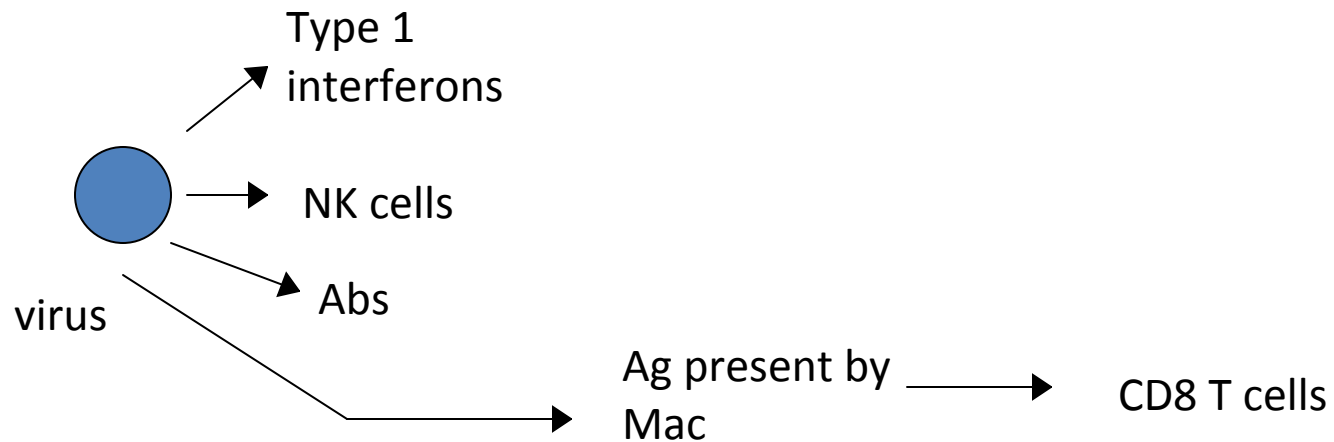 Type 1
interferons
NK cells
Abs
virus
Ag present by
Mac
CD8 T cells